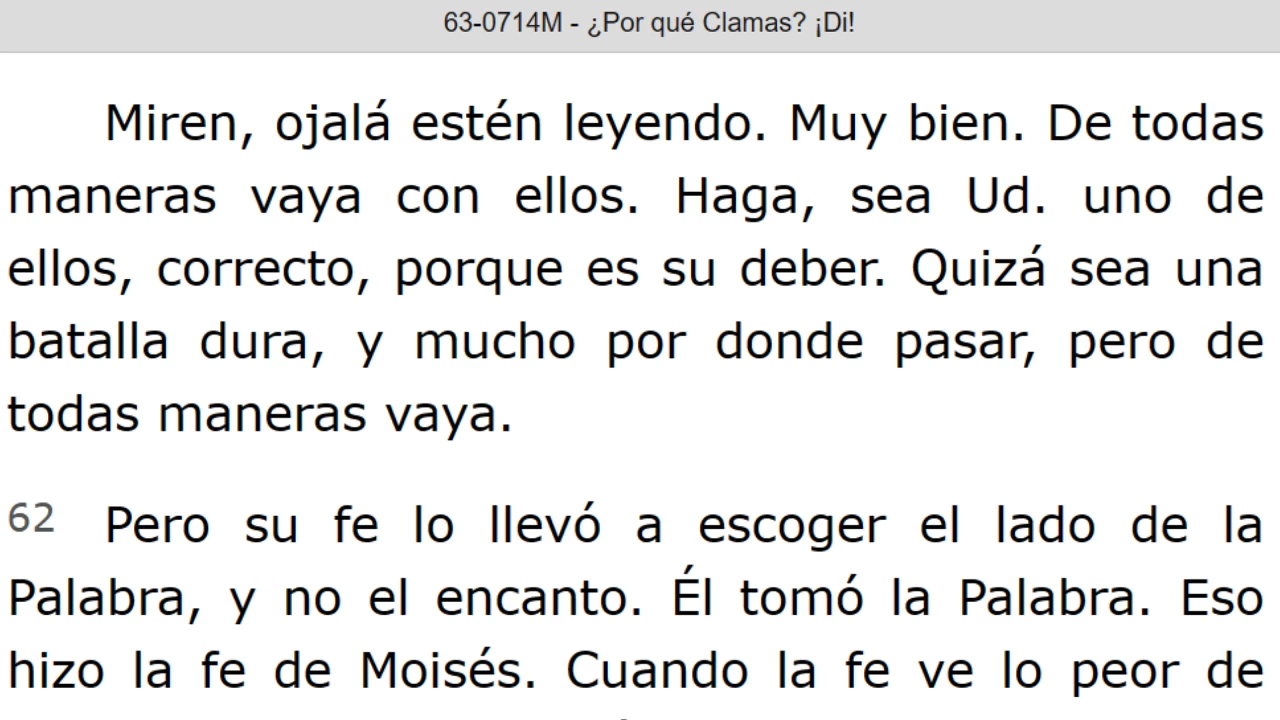 63-0714M - ¿Por qué Clamas? ¡Di!
Miren, ojalá estén leyendo. Muy bien. De todas
maneras vaya con ellos. Haga, sea Ud. uno de
ellos, correcto, porque es su deber. Quizá sea una
batalla dura, y mucho por donde pasar, pero de
todas maneras vaya.
62 Pero su fe lo llevó a escoger el lado de la
Palabra, y no el encanto. Él tomó la Palabra. Eso
hizo la fe de Moisés. Cuando la fe ve lo peor de